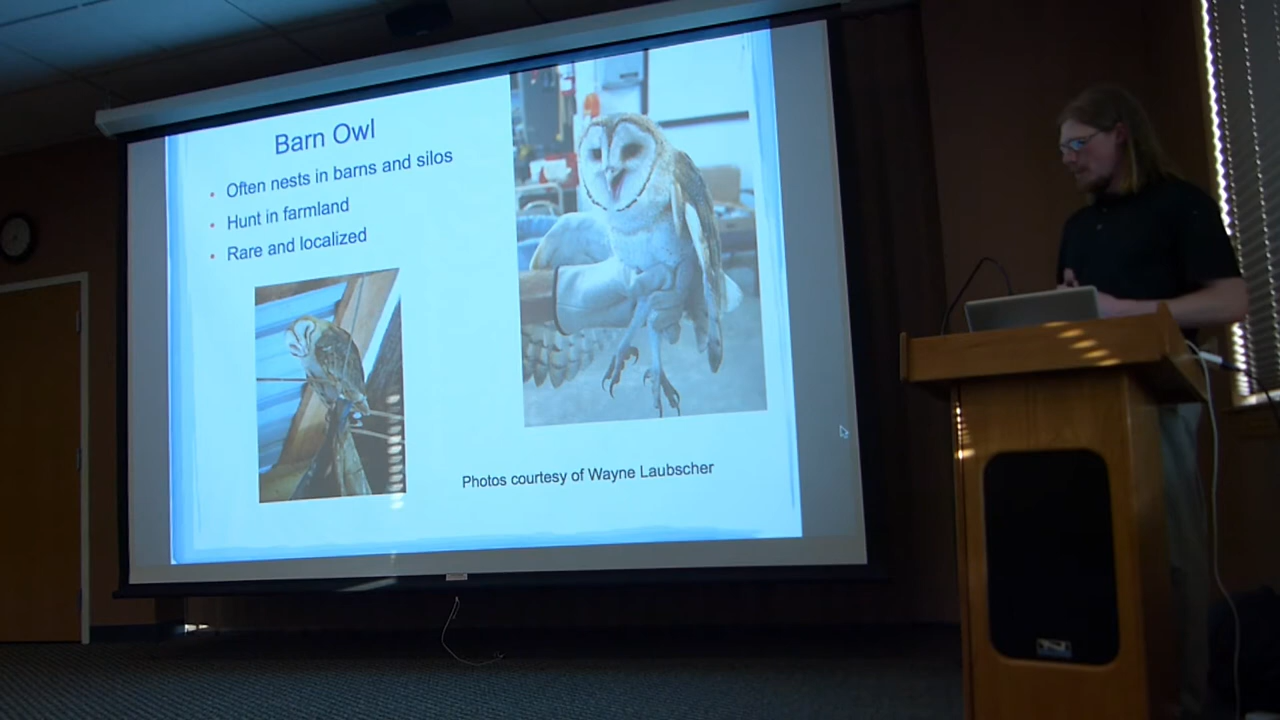 Barn Owl
• Often nests in barns and silos
• Hunt in farmland
• Rare and localized
Photos courtesy of Wayne Laubscher